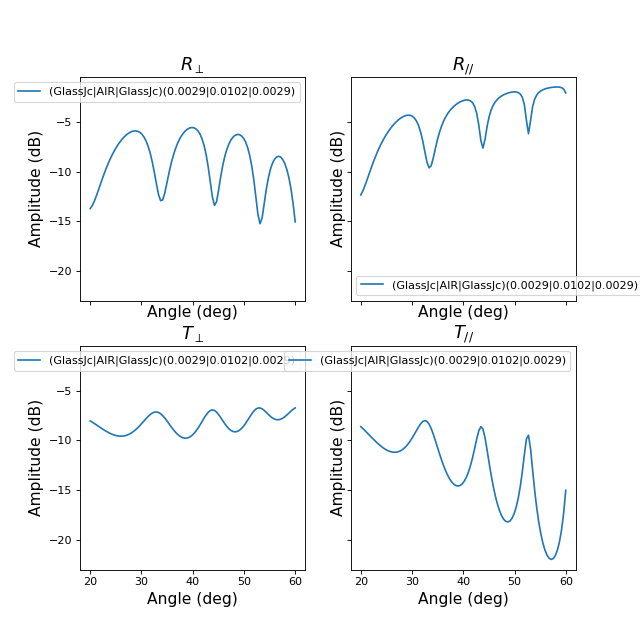 R⊥
R//
(GlassJc|AIR|GlassJc)(0.0029|0.0102|0.0029)
Amplitude (dB)
−5
−10
−15
−20
Angle (deg)
Amplitude (dB)
(GlassJc|AIR|GlassJc)(0.0029|0.0102|0.0029)
Angle (deg)
T⊥
T//
(GlassJc|AIR|GlassJc)(0.0029|0.0102|0.002
(GlassJc|AIR|GlassJc)(0.0029|0.0102|0.0029)
Amplitude (dB)
−5
−10
−15
−20
20 30 40 50 60
Angle (deg)
Amplitude (dB)
20 30 40 50 60
Angle (deg)